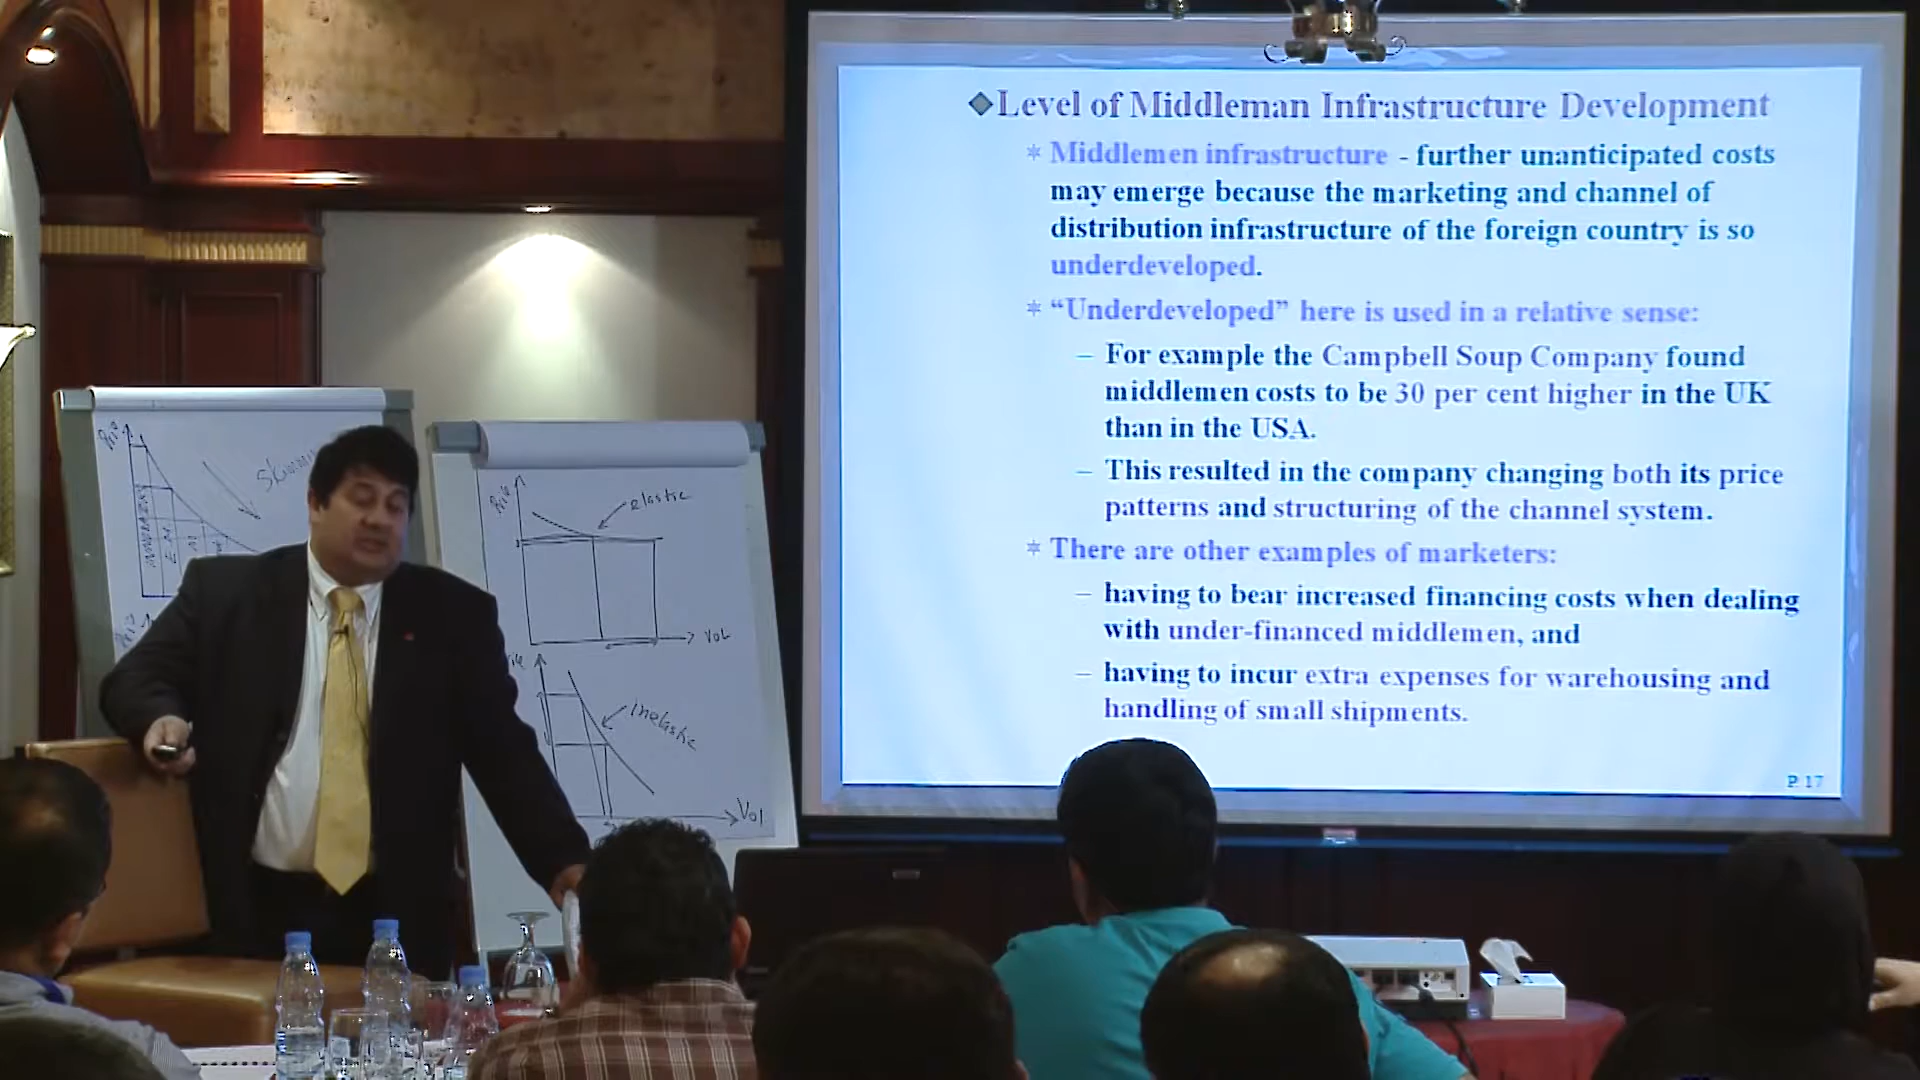 ◆Level of Middleman Infrastructure Development
* Middlemen infrastructure - further unanticipated costs
may emerge because the marketing and channel of
distribution infrastructure of the foreign country is so
underdeveloped.
* “Underdeveloped” here is used in a relative sense:
– For example the Campbell Soup Company found
middlemen costs to be 30 per cent higher in the UK
than in the USA.
– This resulted in the company changing both its price
patterns and structuring of the channel system.
* There are other examples of marketers:
– having to bear increased financing costs when dealing
with under-financed middlemen, and
– having to incur extra expenses for warehousing and
handling of small shipments.
P. 17
elastic
VOL
inelastic
Vol